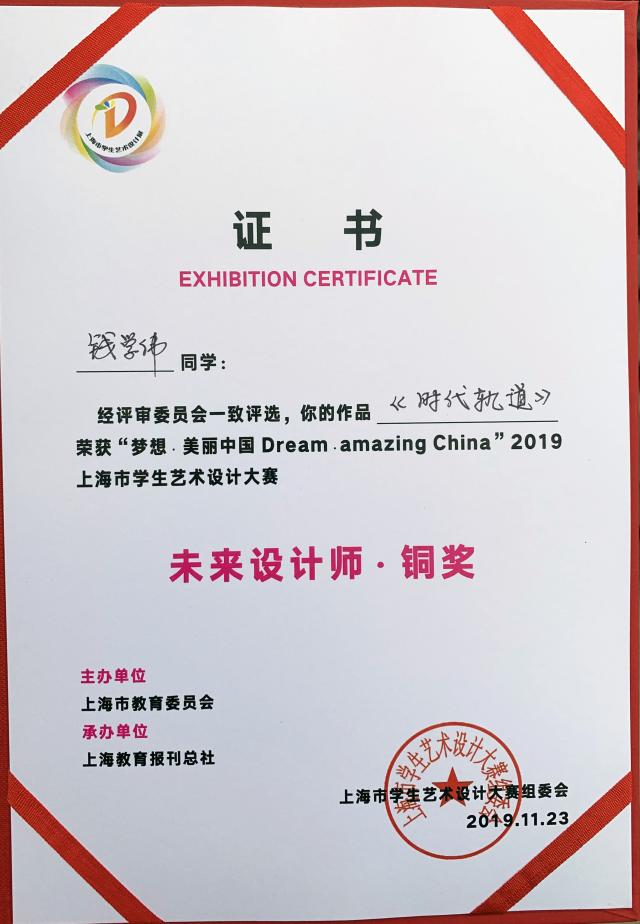 上海市学生艺术设计展
证 书
EXHIBITION CERTIFICATE
钱学伟 同学：
经评审委员会一致评选，你的作品 《时代轨道》
荣获“梦想·美丽中国 Dream·amazing China”2019
上海市学生艺术设计大赛
未来设计师·铜奖
主办单位
上海市教育委员会
承办单位
上海教育报刊总社
上海市学生艺术设计大赛组委会
上海市学生艺术设计大赛组委会
2019.11.23